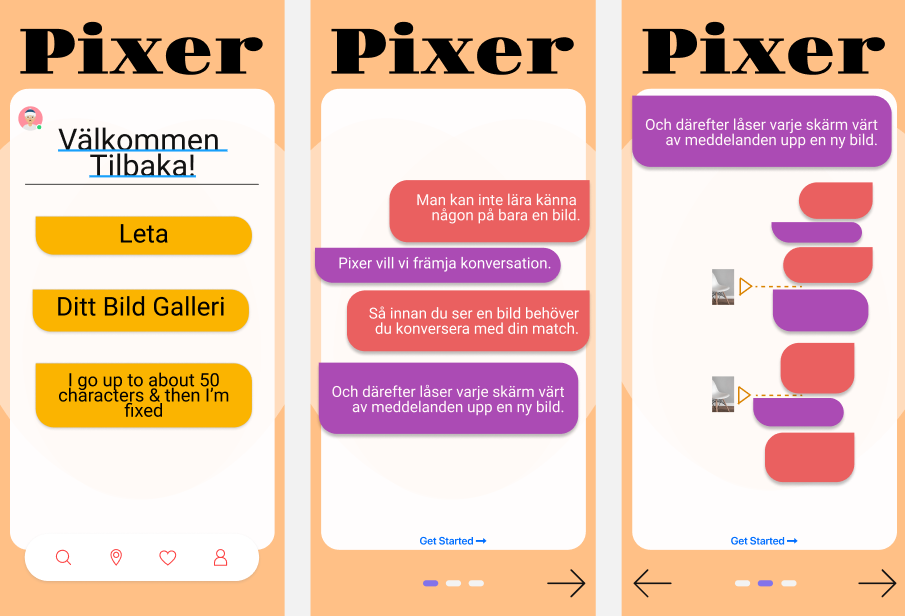 Pixer
Välkommen
Tilbaka!
Leta
Ditt Bild Galleri
I go up to about 50
characters & then I’m
fixed
Pixer
Man kan inte lära känna
någon på bara en bild.
Pixer vill vi främja konversation.
Så innan du ser en bild behöver
du konversera med din match.
Och därefter låser varje skärm värt
av meddelanden upp en ny bild.
Get Started
Pixer
Och därefter låser varje skärm värt
av meddelanden upp en ny bild.
Get Started